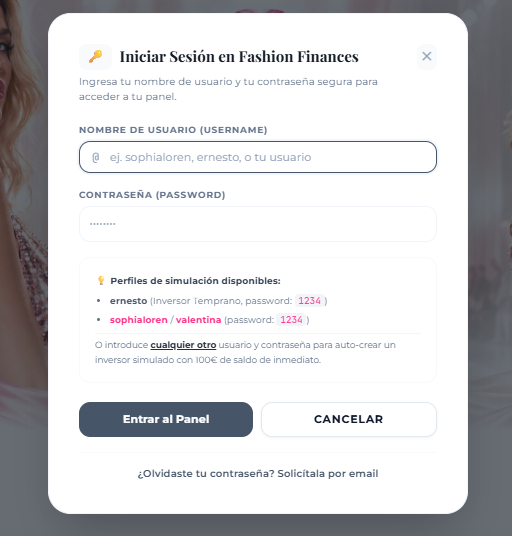 Iniciar Sesión en Fashion Finances
Ingresa tu nombre de usuario y tu contraseña segura para
acceder a tu panel.
NOMBRE DE USUARIO (USERNAME)
@ ej. sophialoren, ernesto, o tu usuario
CONTRASEÑA (PASSWORD)
••••••••
Perfiles de simulación disponibles:
• ernesto (Inversor Temprano, password: 1234)
• sophialoren / valentina (password: 1234)
O introduce cualquier otro usuario y contraseña para auto-crear un
inversor simulado con 100€ de saldo de inmediato.
Entrar al Panel
CANCELAR
¿Olvidaste tu contraseña? Solicítala por email